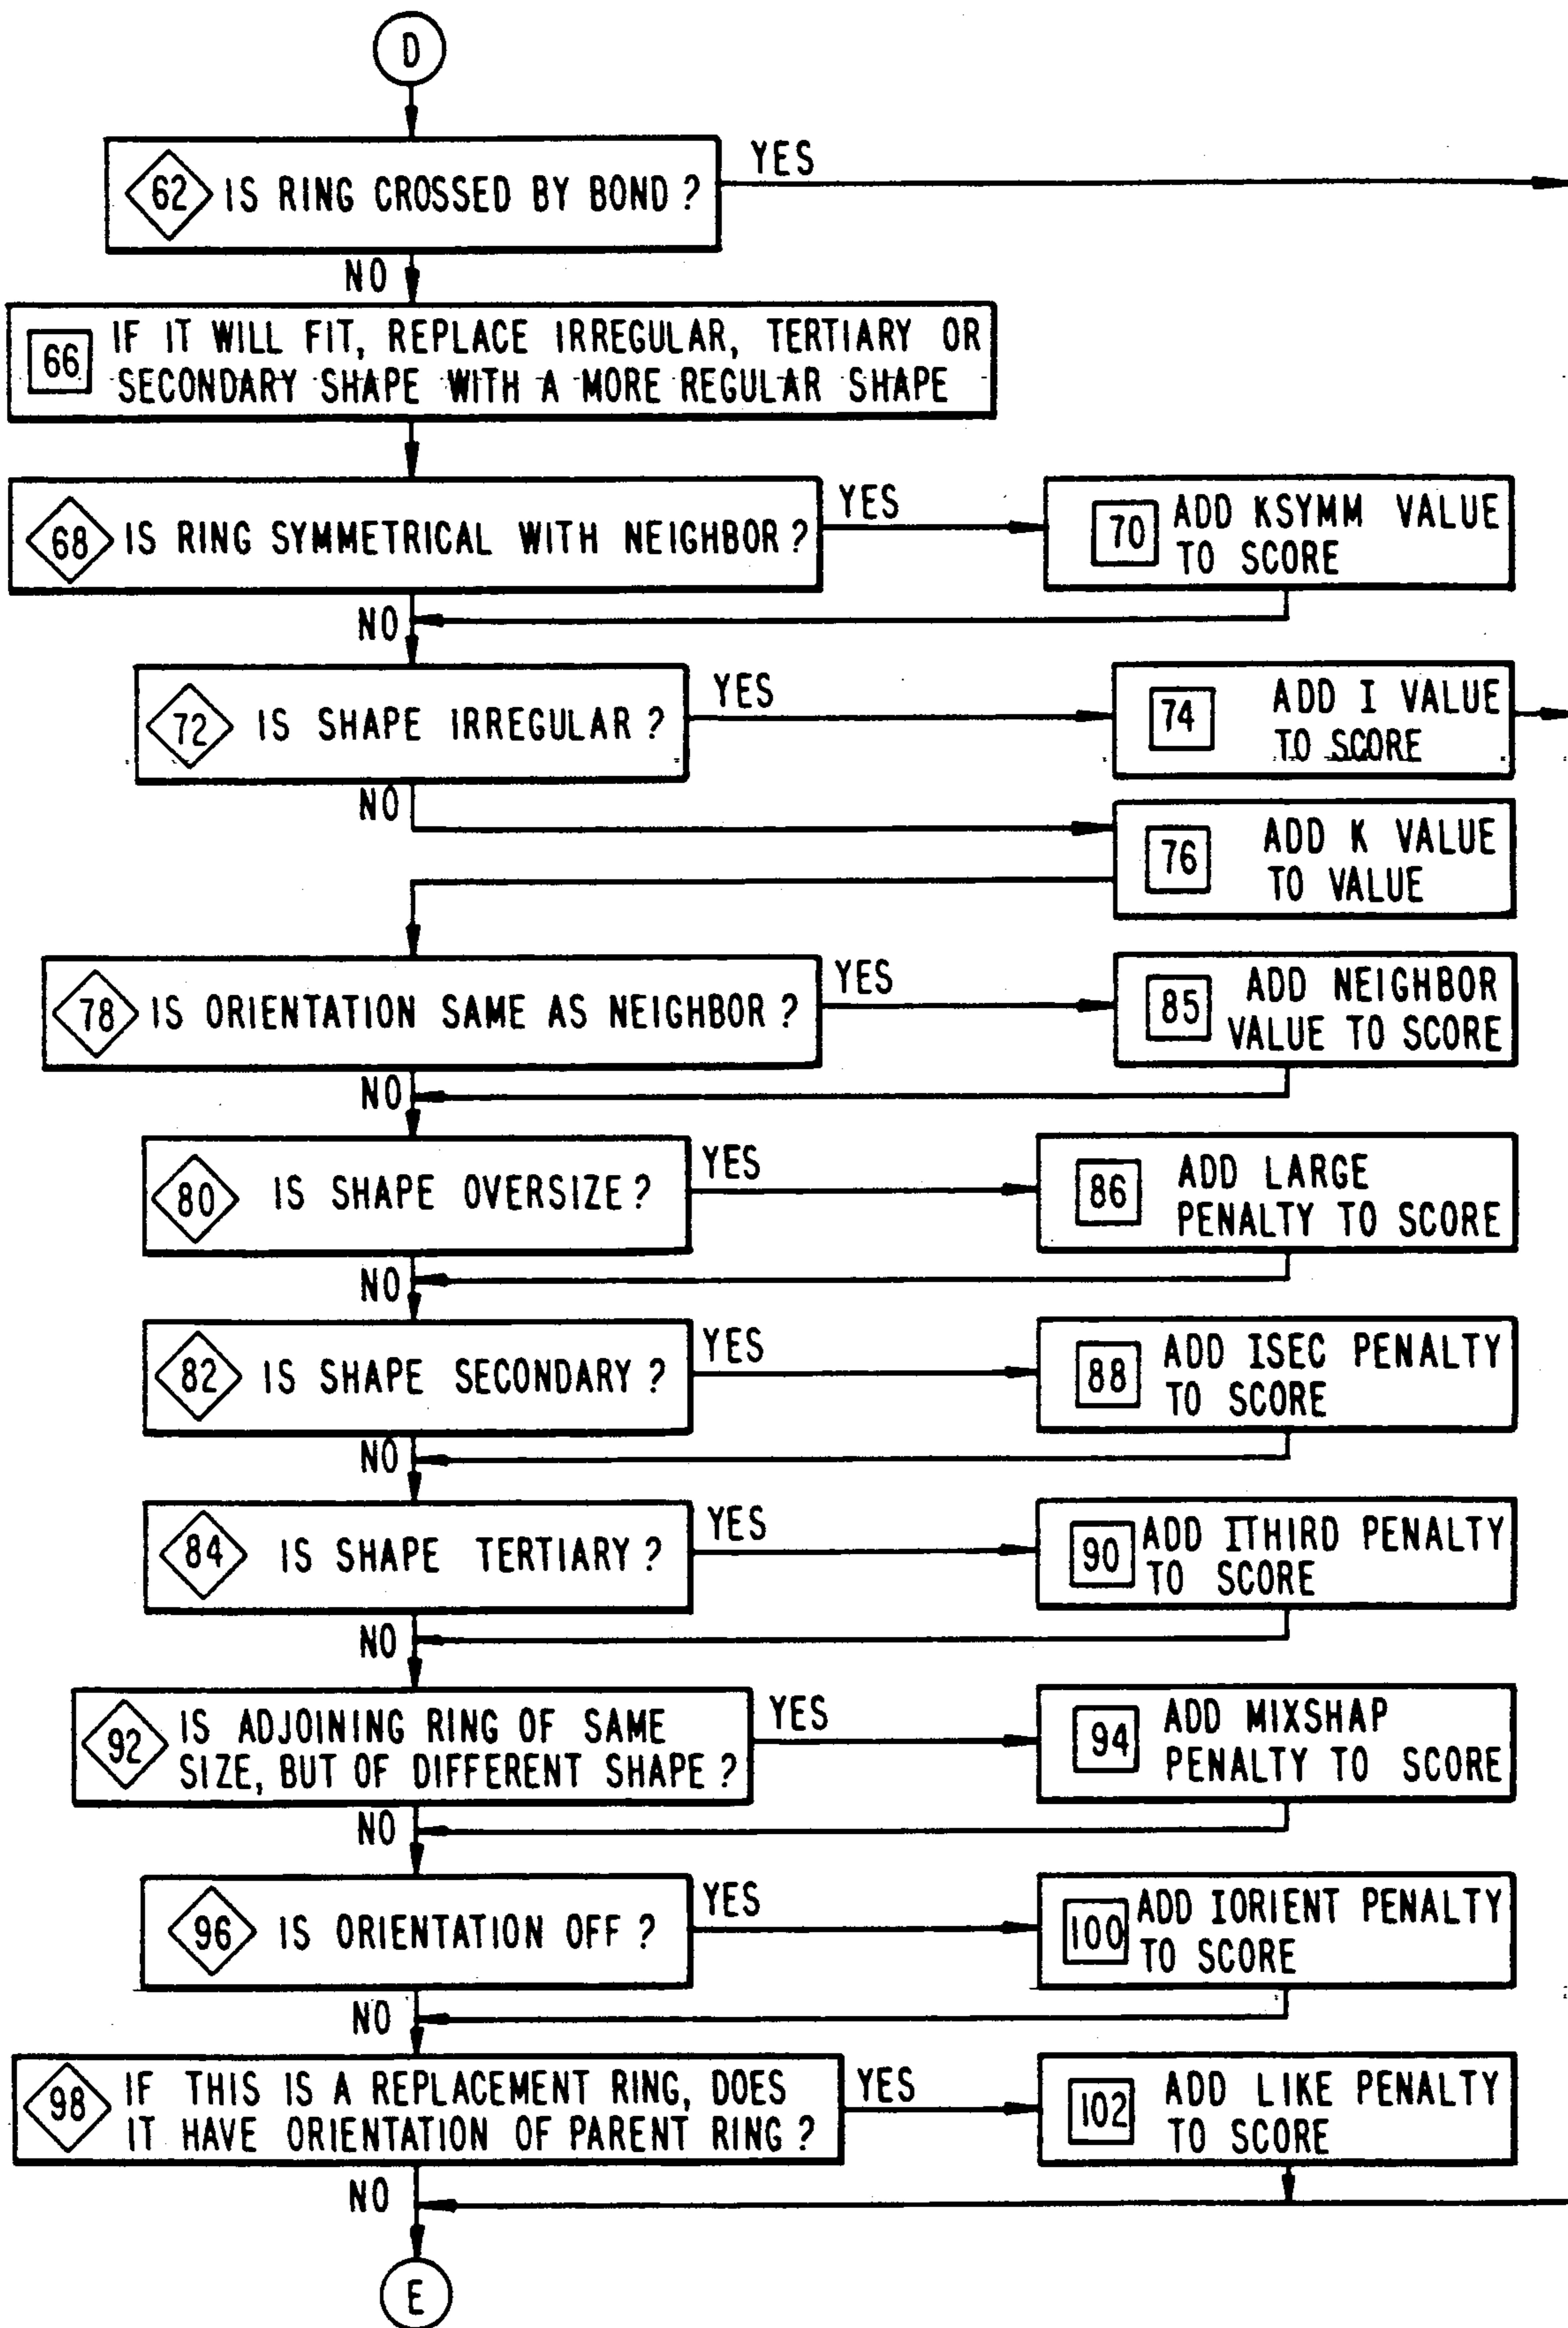 D
62 IS RING CROSSED BY BOND ?
YES
NO
66 IF IT WILL FIT, REPLACE IRREGULAR, TERTIARY OR
SECONDARY SHAPE WITH A MORE REGULAR SHAPE
68 IS RING SYMMETRICAL WITH NEIGHBOR ?
YES
70 ADD KSYMM VALUE
TO SCORE
NO
72 IS SHAPE IRREGULAR ?
YES
74 ADD I VALUE
TO SCORE
NO
76 ADD K VALUE
TO VALUE
78 IS ORIENTATION SAME AS NEIGHBOR ?
YES
85 ADD NEIGHBOR
VALUE TO SCORE
NO
80 IS SHAPE OVERSIZE ?
YES
86 ADD LARGE
PENALTY TO SCORE
NO
82 IS SHAPE SECONDARY ?
YES
88 ADD ISEC PENALTY
TO SCORE
NO
84 IS SHAPE TERTIARY ?
YES
90 ADD ITHIRD PENALTY
TO SCORE
NO
92 IS ADJOINING RING OF SAME
SIZE, BUT OF DIFFERENT SHAPE ?
YES
94 ADD MIXSHAP
PENALTY TO SCORE
NO
96 IS ORIENTATION OFF ?
YES
100 ADD IORIENT PENALTY
TO SCORE
NO
98 IF THIS IS A REPLACEMENT RING, DOES
IT HAVE ORIENTATION OF PARENT RING ?
YES
102 ADD LIKE PENALTY
TO SCORE
NO
E